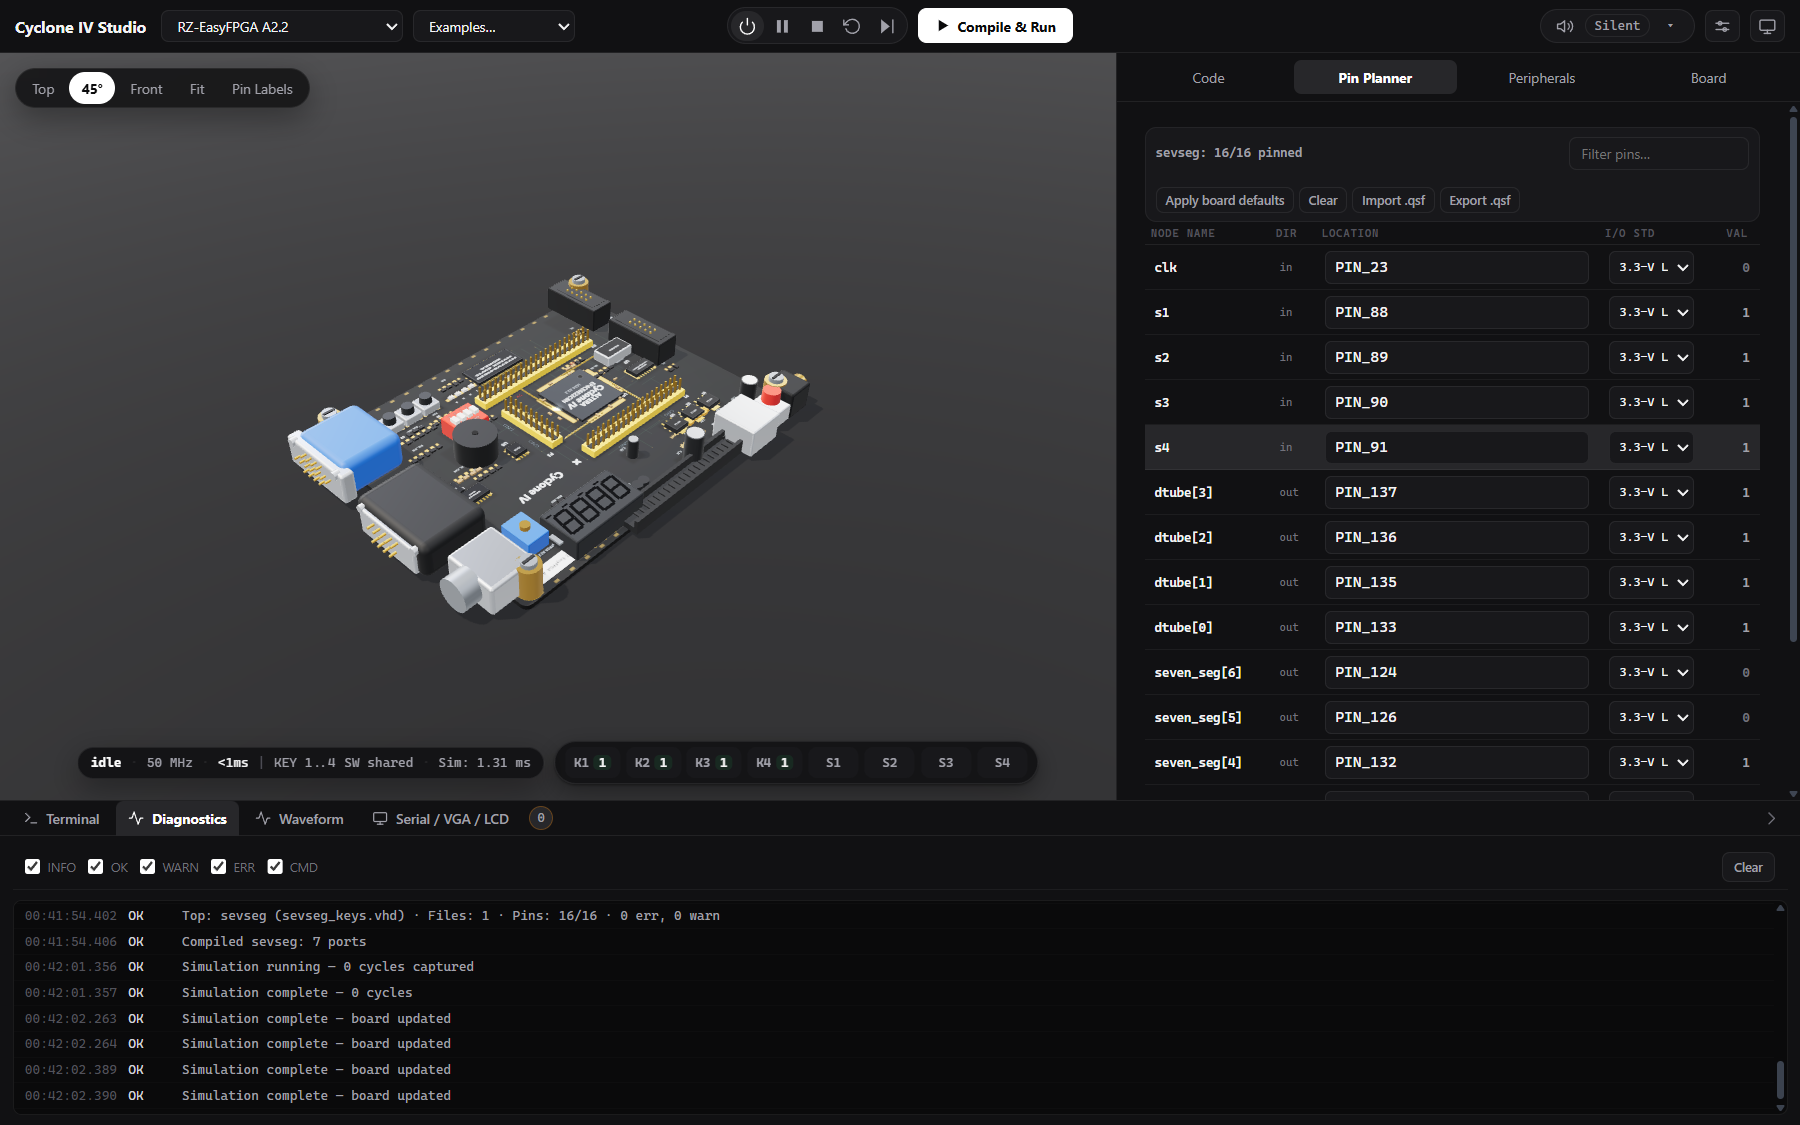 Cyclone IV Studio
RZ-EasyFPGA A2.2
Examples...
Compile & Run
Silent
Top 45° Front Fit Pin Labels
Code Pin Planner Peripherals Board
sevseg: 16/16 pinned
Filter pins...
Apply board defaults Clear Import .qsf Export .qsf
NODE NAME DIR LOCATION I/O STD VAL
clk in PIN_23 3.3-V L 0
s1 in PIN_88 3.3-V L 1
s2 in PIN_89 3.3-V L 1
s3 in PIN_90 3.3-V L 1
s4 in PIN_91 3.3-V L 1
dtube[3] out PIN_137 3.3-V L 1
dtube[2] out PIN_136 3.3-V L 1
dtube[1] out PIN_135 3.3-V L 1
dtube[0] out PIN_133 3.3-V L 1
seven_seg[6] out PIN_124 3.3-V L 0
seven_seg[5] out PIN_126 3.3-V L 0
seven_seg[4] out PIN_132 3.3-V L 1
ALTERA
Cyclone IV
Cyclone IV
idle · 50 MHz · <1ms | KEY 1..4 SW shared · Sim: 1.31 ms
K1 1 K2 1 K3 1 K4 1 S1 S2 S3 S4
Terminal Diagnostics Waveform Serial / VGA / LCD 0
INFO OK WARN ERR CMD
Clear
00:41:54.402 OK Top: sevseg (sevseg_keys.vhd) · Files: 1 · Pins: 16/16 · 0 err, 0 warn
00:41:54.406 OK Compiled sevseg: 7 ports
00:42:01.356 OK Simulation running — 0 cycles captured
00:42:01.357 OK Simulation complete — 0 cycles
00:42:02.263 OK Simulation complete — board updated
00:42:02.264 OK Simulation complete — board updated
00:42:02.389 OK Simulation complete — board updated
00:42:02.390 OK Simulation complete — board updated